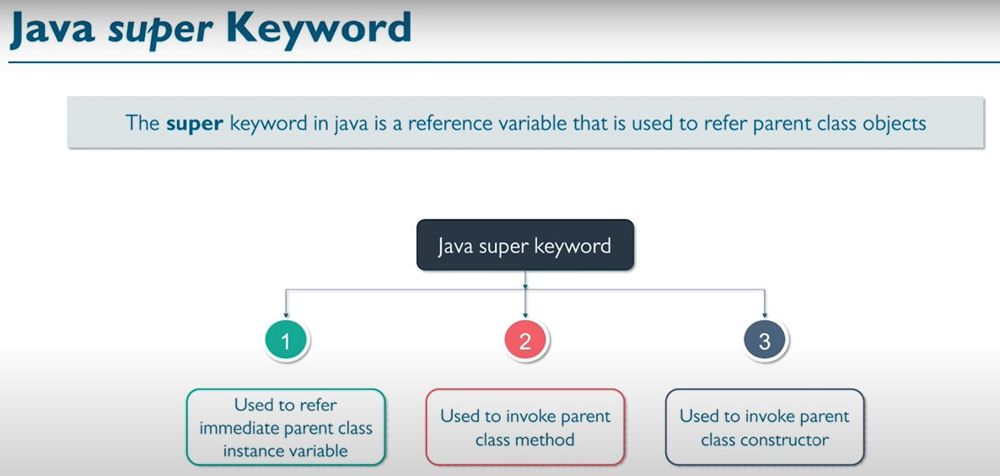 Java super Keyword
The super keyword in java is a reference variable that is used to refer parent class objects
Java super keyword
1
2
3
Used to refer
immediate parent class
instance variable
Used to invoke parent
class method
Used to invoke parent
class constructor